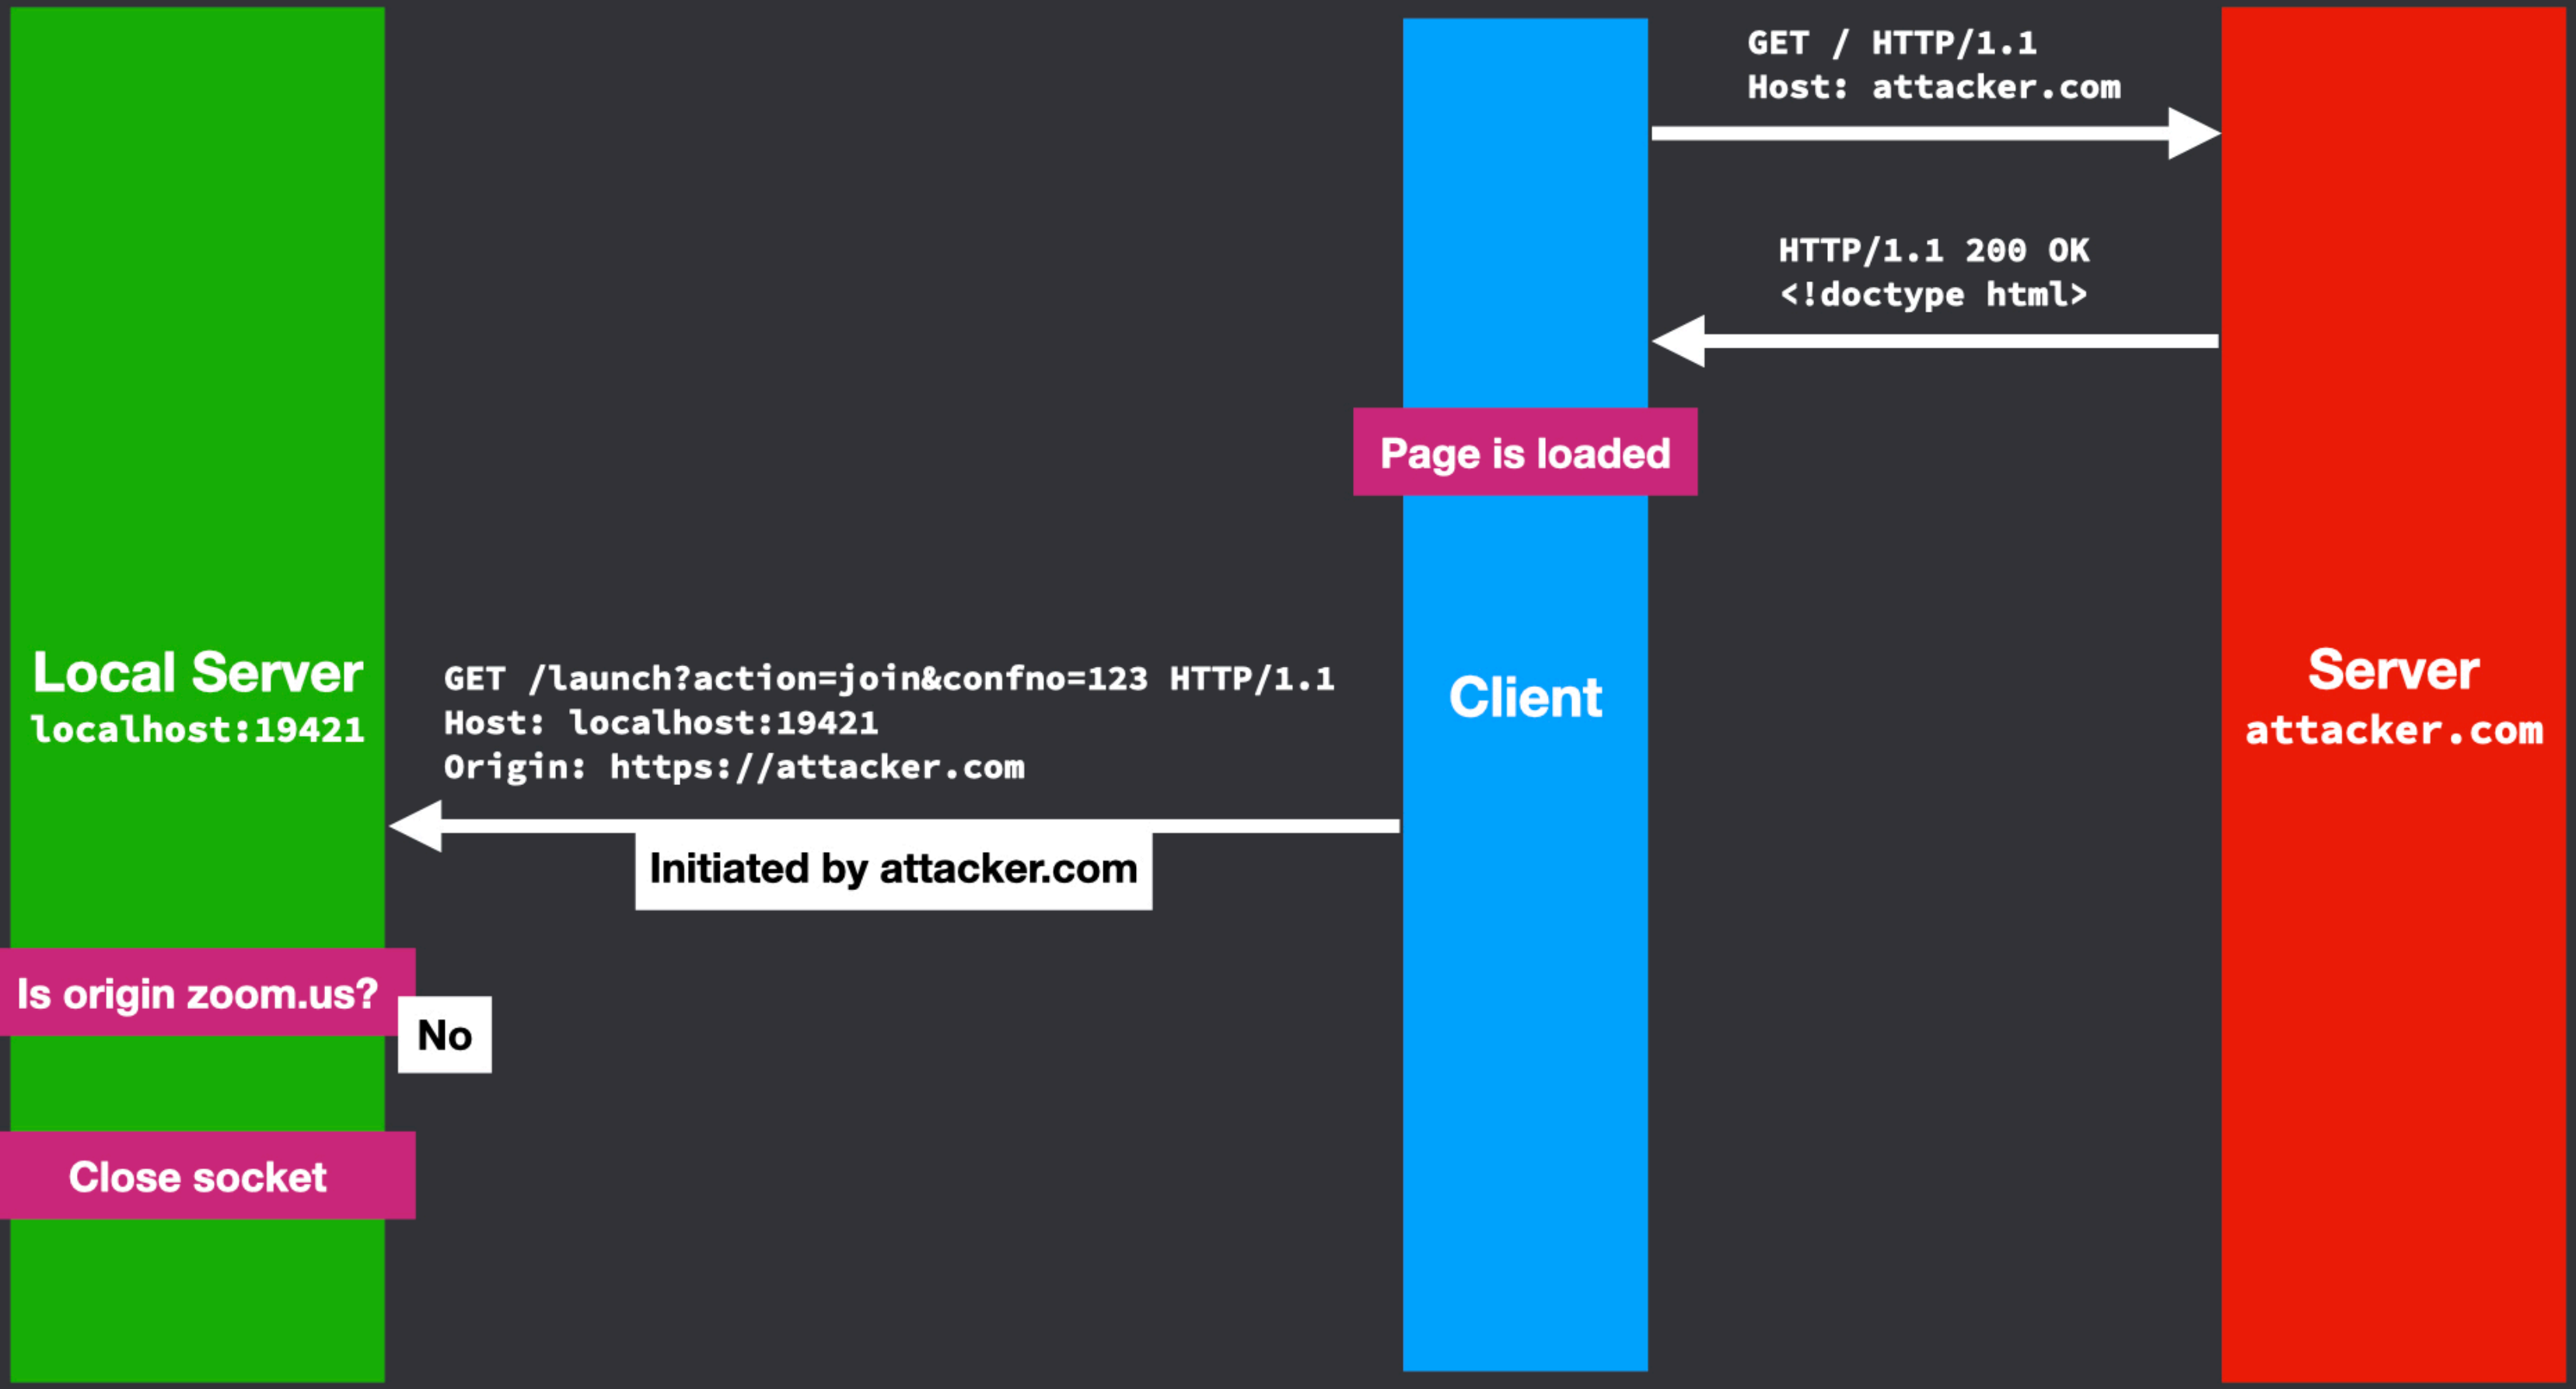 GET / HTTP/1.1
Host: attacker.com
HTTP/1.1 200 OK
<!doctype html>
Page is loaded
Local Server
localhost:19421
GET /launch?action=join&confno=123 HTTP/1.1
Host: localhost:19421
Origin: https://attacker.com
Initiated by attacker.com
Client
Server
attacker.com
Is origin zoom.us?
No
Close socket